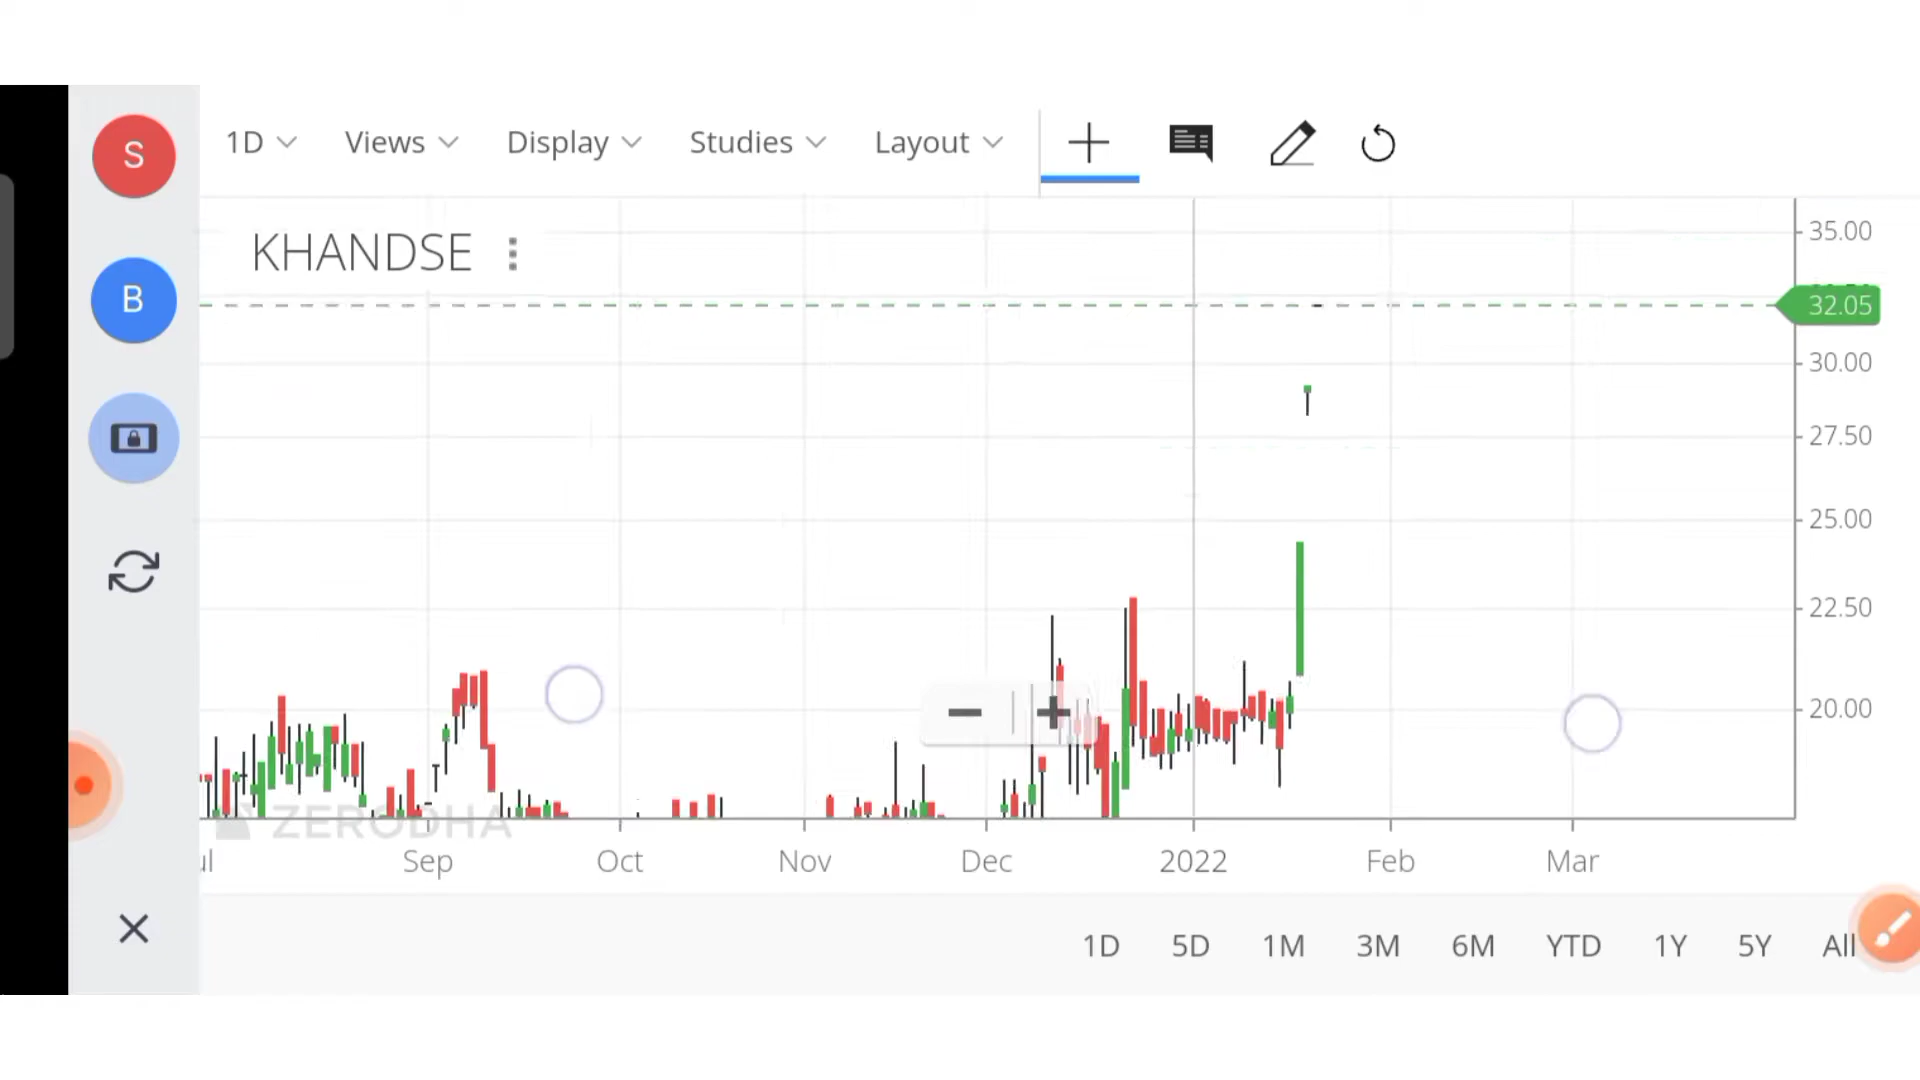 S
1D Views Display Studies Layout
KHANDSE
B
35.00
32.05
30.00
27.50
25.00
22.50
20.00
ZERODHA
ul Sep Oct Nov Dec 2022 Feb Mar
1D 5D 1M 3M 6M YTD 1Y 5Y All